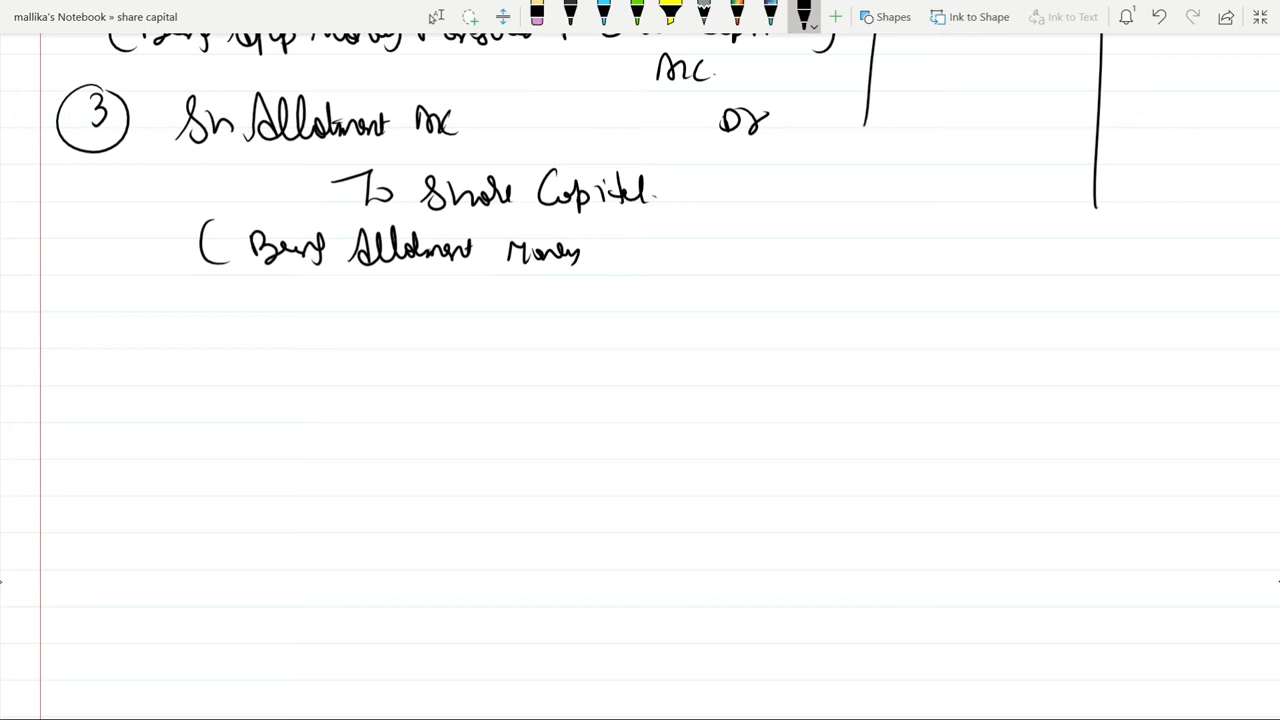 mallika's Notebook » share capital
Shapes
Ink to Shape
Ink to Text
Money
A/c.
3 Sh Allotment A/c Dr
To Share Capital.
( Being Allotment Money